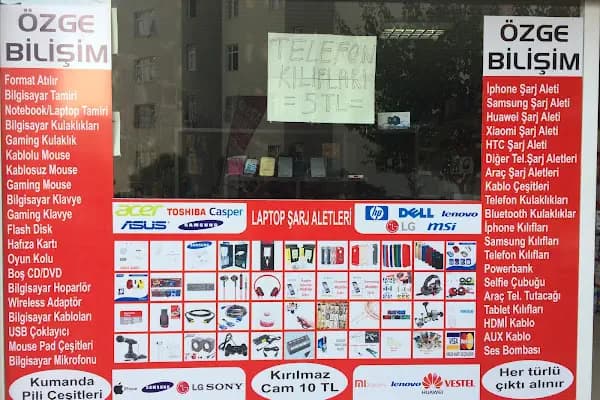 ÖZGE
BİLİŞİM
Format Atılır
Bilgisayar Tamiri
Notebook/Laptop Tamiri
Bilgisayar Kulaklıkları
Gaming Kulaklık
Kablolu Mouse
Kablosuz Mouse
Gaming Mouse
Bilgisayar Klavye
Gaming Klavye
Flash Disk
Hafıza Kartı
Oyun Kolu
Boş CD/DVD
Bilgisayar Hoparlör
Wireless Adaptör
Bilgisayar Kabloları
USB Çoklayıcı
Mouse Pad Çeşitleri
Bilgisayar Mikrofonu
Kumanda
Pili Çeşitleri
TELEFON
KILIFLARI
=5TL=
acer TOSHIBA Casper
ASUS SAMSUNG
LAPTOP ŞARJ ALETLERİ
hp DELL lenovo
LG msi
SAMSUNG
VISA
iPhone SAMSUNG LG SONY
Kırılmaz
Cam 10 TL
MI lenovo HUAWEI VESTEL
ÖZGE
BİLİŞİM
İphone Şarj Aleti
Samsung Şarj Aleti
Huawei Şarj Aleti
Xiaomi Şarj Aleti
HTC Şarj Aleti
Diğer Tel.Şarj Aletleri
Araç Şarj Aletleri
Kablo Çeşitleri
Telefon Kulaklıkları
Bluetooth Kulaklıklar
İphone Kılıfları
Samsung Kılıfları
Telefon Kılıfları
Powerbank
Selfie Çubuğu
Araç Tel. Tutacağı
Tablet Kılıfları
HDMİ Kablo
AUX Kablo
Ses Bombası
Her türlü
çıktı alınır